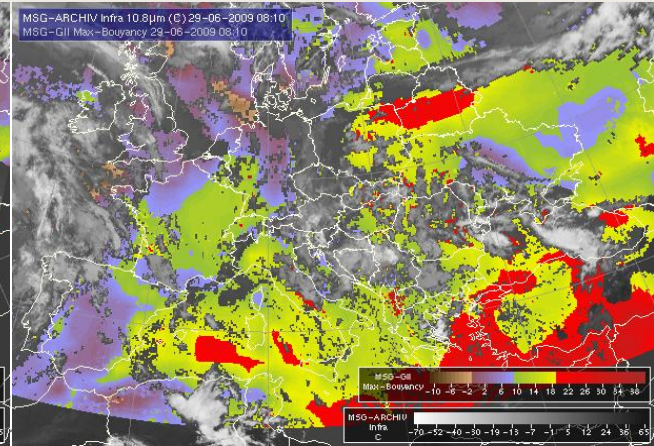 MSG-ARCHIV Infra 10.8µm (C) 29-06-2009 08:10
MSG-GII Max-Bouyancy 29-06-2009 08:10
MSG-GII
Max-Bouyancy
-10 -6 -2 2 6 10 14 18 22 26 30 34 38
MSG-ARCHIV
Infra
C
-70 -52 -40 -30 -19 -13 -7 -1 5 12 24 36 65